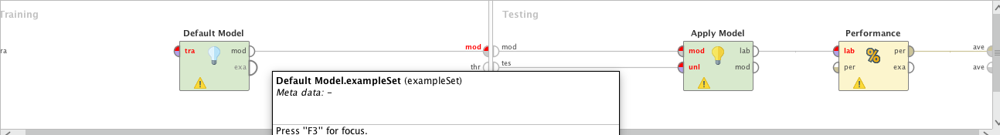 Training
Testing
Default Model
Apply Model
Performance
ra
tra
mod
exa
mod
thr
mod
tes
mod
unl
lab
mod
lab
per
per
exa
ave
ave
%
Default Model.exampleSet (exampleSet)
Meta data: -
Press "F3" for focus.